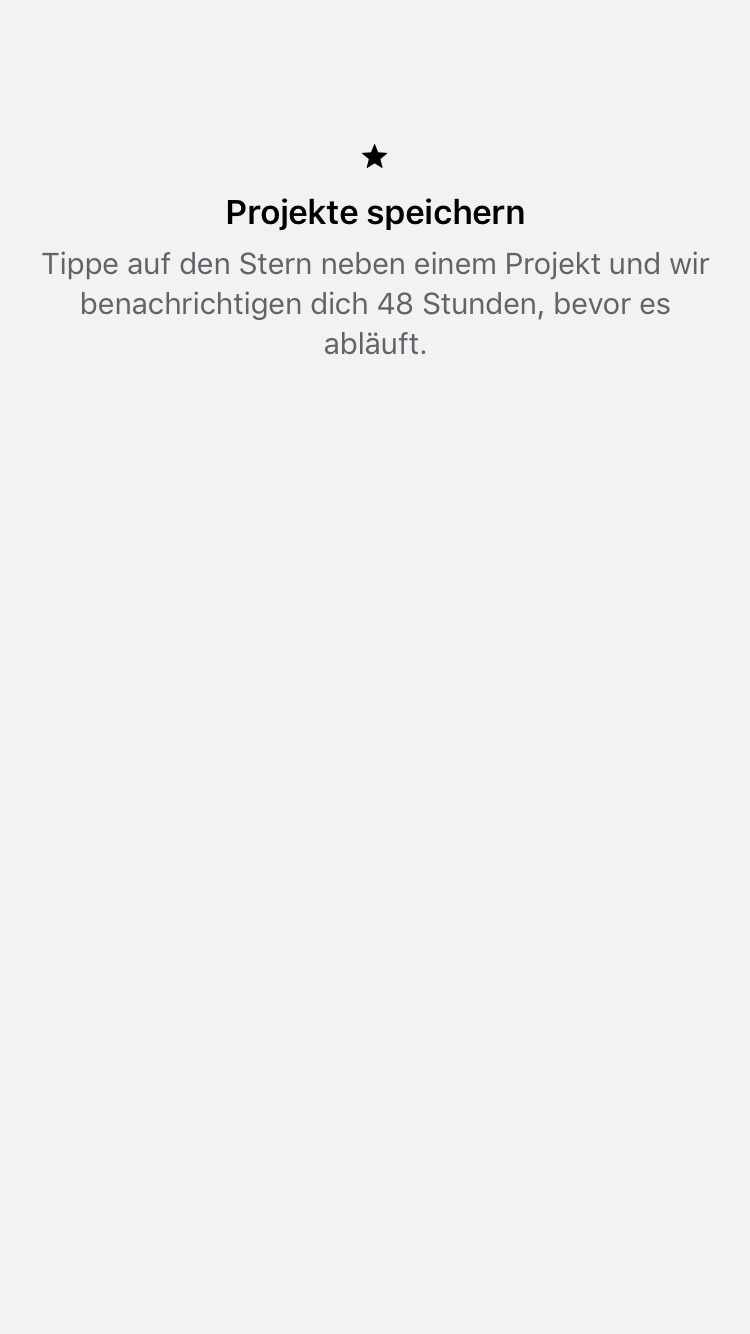 Projekte speichern
Tippe auf den Stern neben einem Projekt und wir
benachrichtigen dich 48 Stunden, bevor es
abläuft.